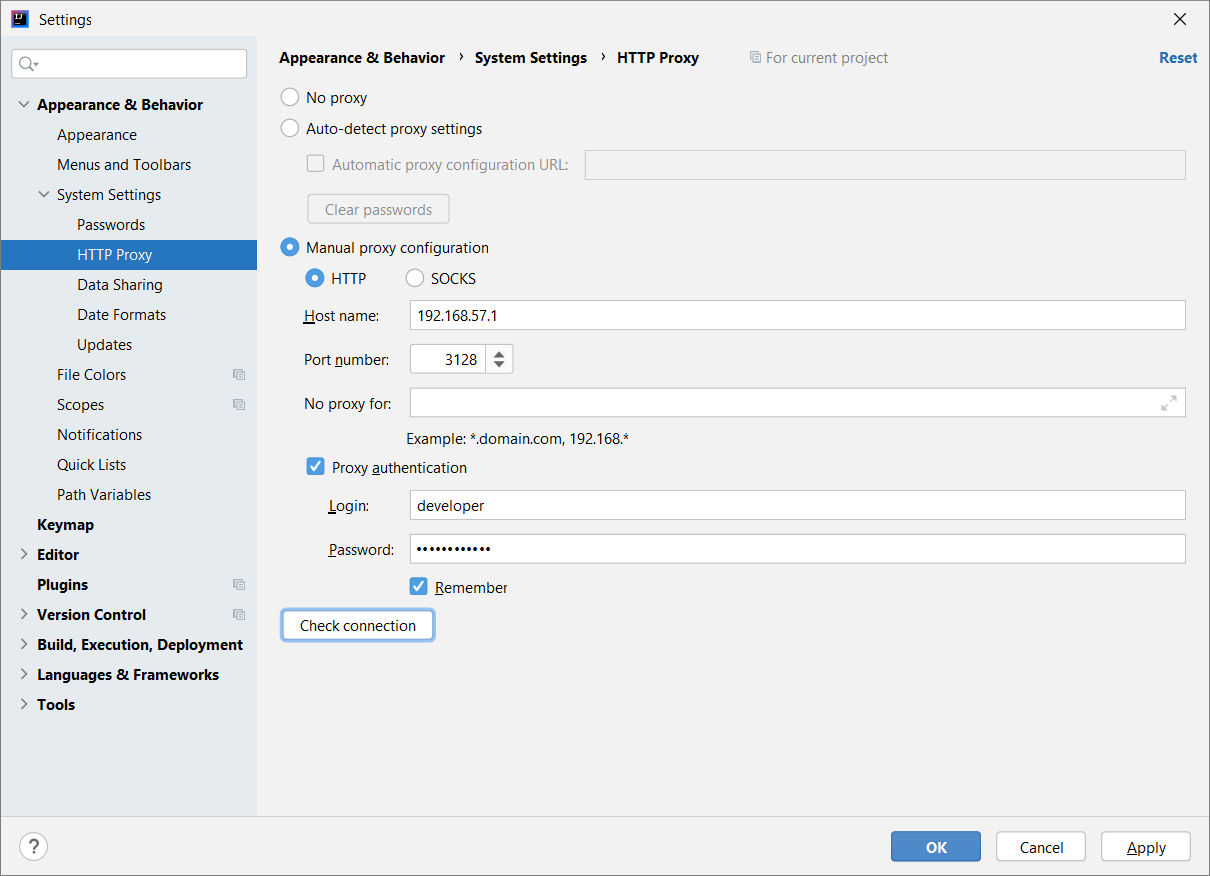 Settings
Appearance & Behavior › System Settings › HTTP Proxy For current project Reset
Appearance & Behavior
Appearance
Menus and Toolbars
System Settings
Passwords
HTTP Proxy
Data Sharing
Date Formats
Updates
File Colors
Scopes
Notifications
Quick Lists
Path Variables
Keymap
Editor
Plugins
Version Control
Build, Execution, Deployment
Languages & Frameworks
Tools
No proxy
Auto-detect proxy settings
Automatic proxy configuration URL:
Clear passwords
Manual proxy configuration
HTTP SOCKS
Host name: 192.168.57.1
Port number: 3128
No proxy for:
Example: *.domain.com, 192.168.*
Proxy authentication
Login: developer
Password: ••••••••••••
Remember
Check connection
? OK Cancel Apply